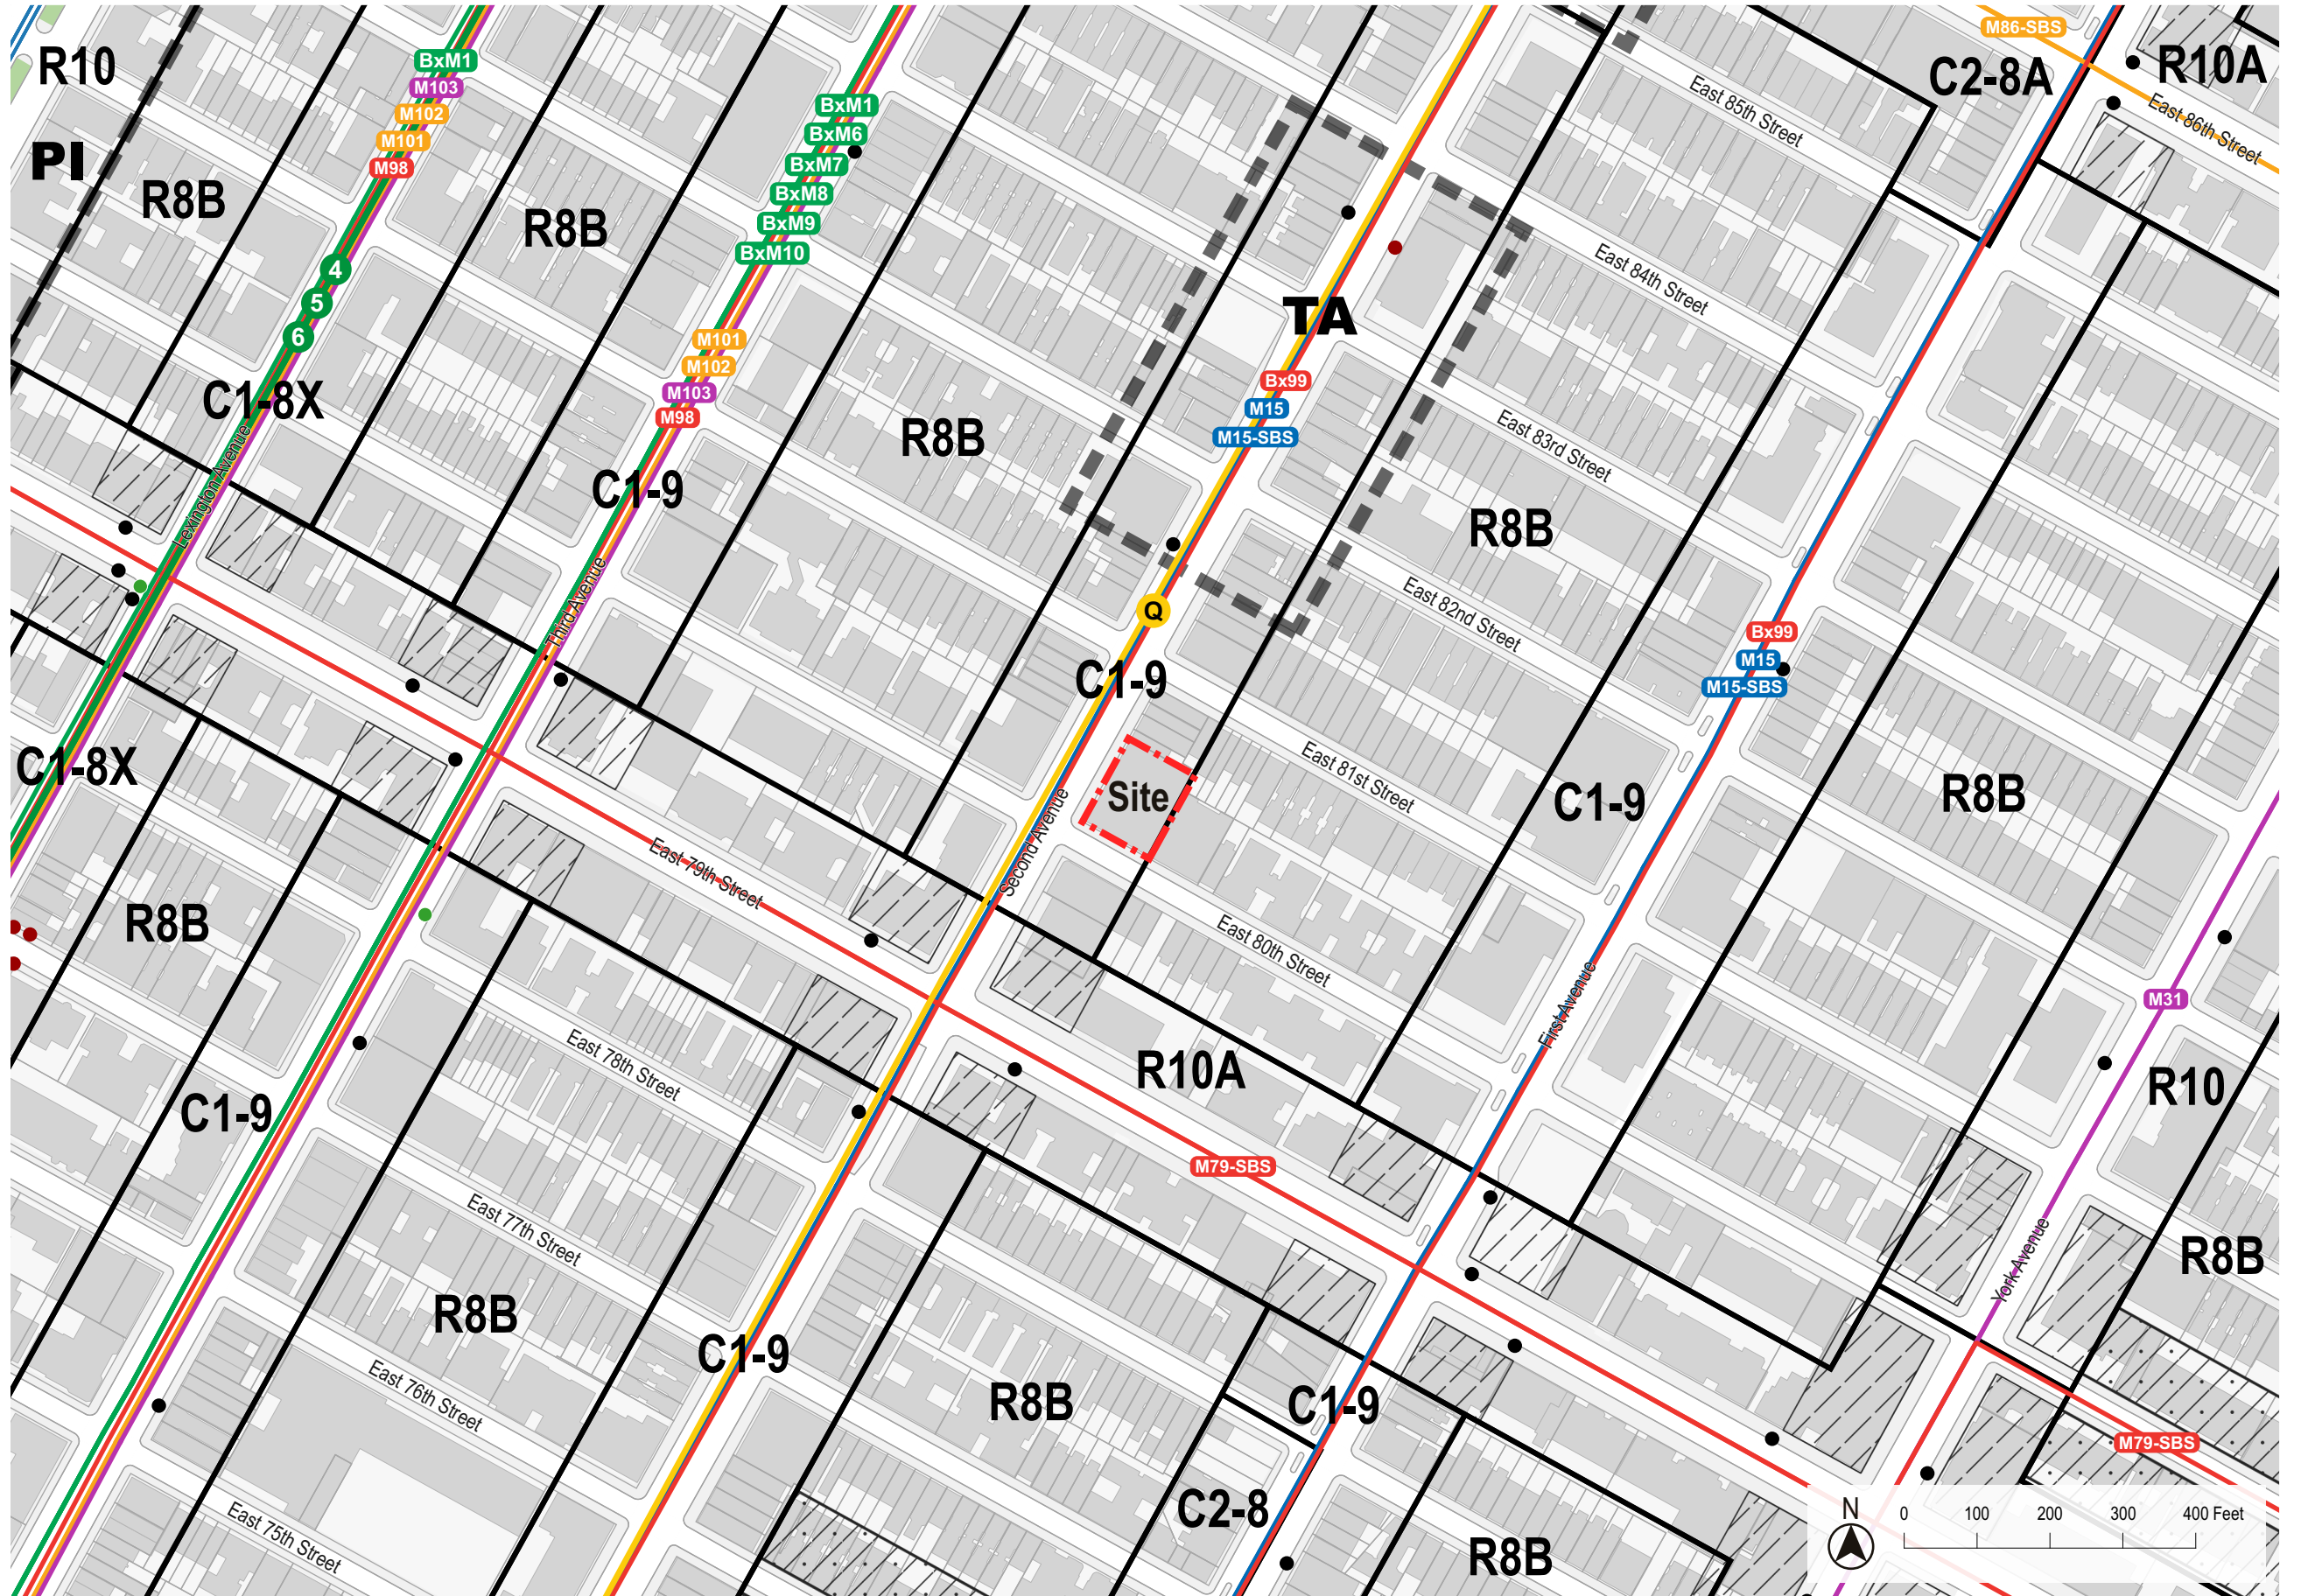 M86-SBS
R10
BxM1
C2-8A
R10A
M103
BxM1
East 85th Street
M102
East 86th Street
BxM6
M101
PI
BxM7
M98
R8B
BxM8
R8B
BxM9
BxM10
4
East 84th Street
5
TA
6
M101
M102
Bx99
M103
C1-8X
M15
M98
R8B
M15-SBS
East 83rd Street
Lexington Avenue
C1-9
R8B
Third Avenue
Q
East 82nd Street
Bx99
M15
C1-9
M15-SBS
C1-8X
East 81st Street
Site
C1-9
R8B
Second Avenue
East 79th Street
R8B
East 80th Street
M31
First Avenue
East 78th Street
R10A
R10
C1-9
M79-SBS
East 77th Street
York Avenue
R8B
R8B
C1-9
East 76th Street
R8B
C1-9
M79-SBS
C2-8
N
0 100 200 300 400 Feet
East 75th Street
R8B